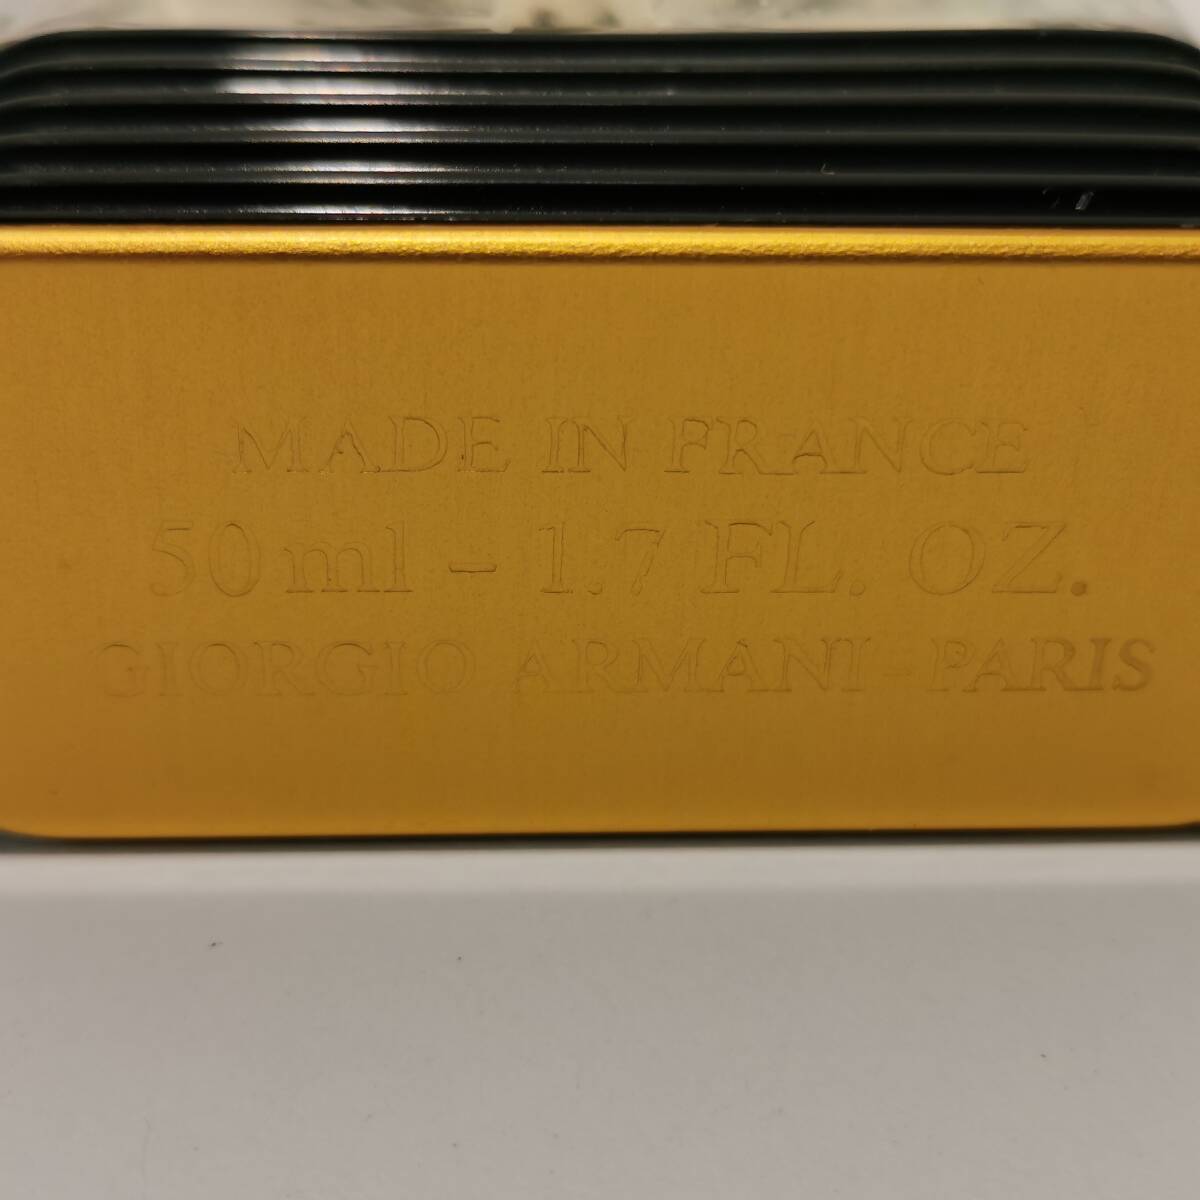 MADE IN FRANCE
50 ml - 1.7 FL. OZ.
GIORGIO ARMANI-PARIS